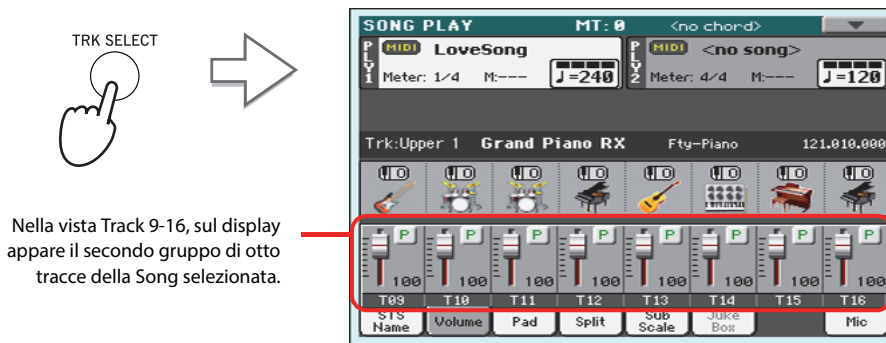 TRK SELECT
Nella vista Track 9-16, sul display
appare il secondo gruppo di otto
tracce della Song selezionata.
SONG PLAY MT: 0 <no chord>
PLY1 MIDI LoveSong
Meter: 1/4 M:--- ♩=240
PLY2 MIDI <no song>
Meter: 4/4 M:--- ♩=120
Trk:Upper 1 Grand Piano RX Fty-Piano 121.010.000
P P P P P P P P
100 100 100 100 100 100 100 100
T09 T10 T11 T12 T13 T14 T15 T16
STS Name Volume Pad Split Sub Scale Juke Box Mic